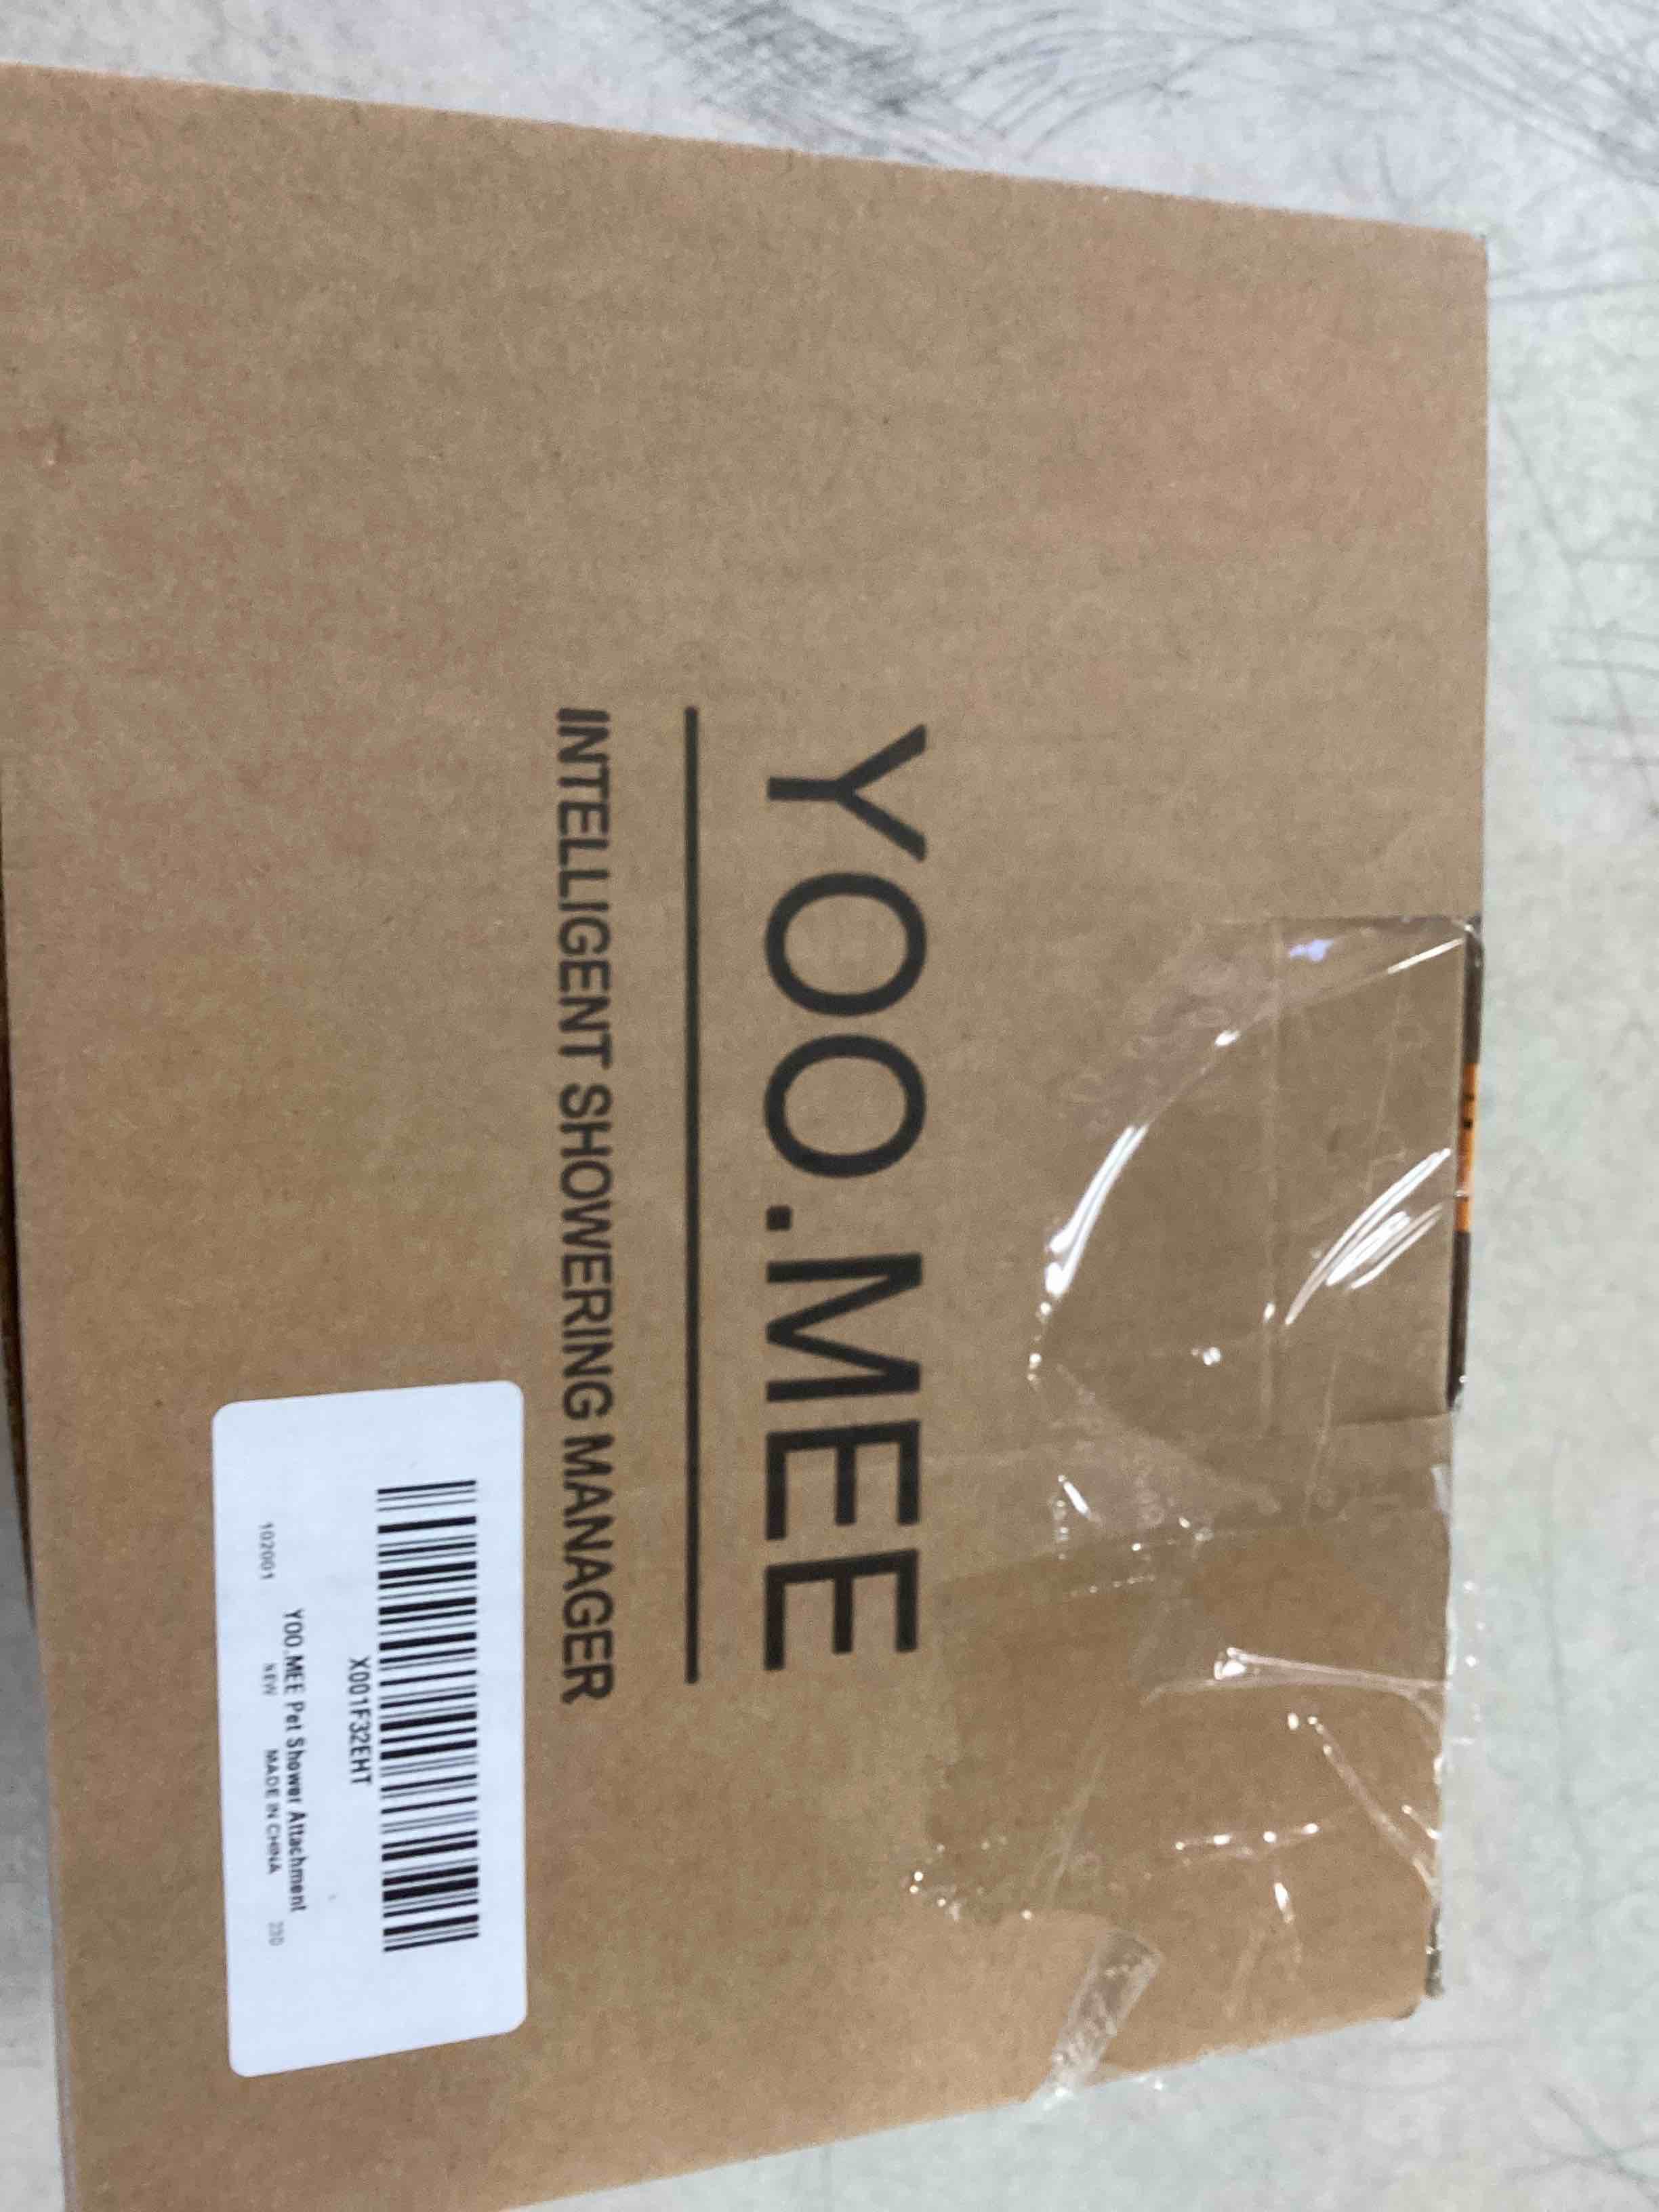 YOO.MEE
INTELLIGENT SHOWERING MANAGER
X001F32EHT
YOO.MEE Pet Shower Attachment
102001 NEW MADE IN CHINA